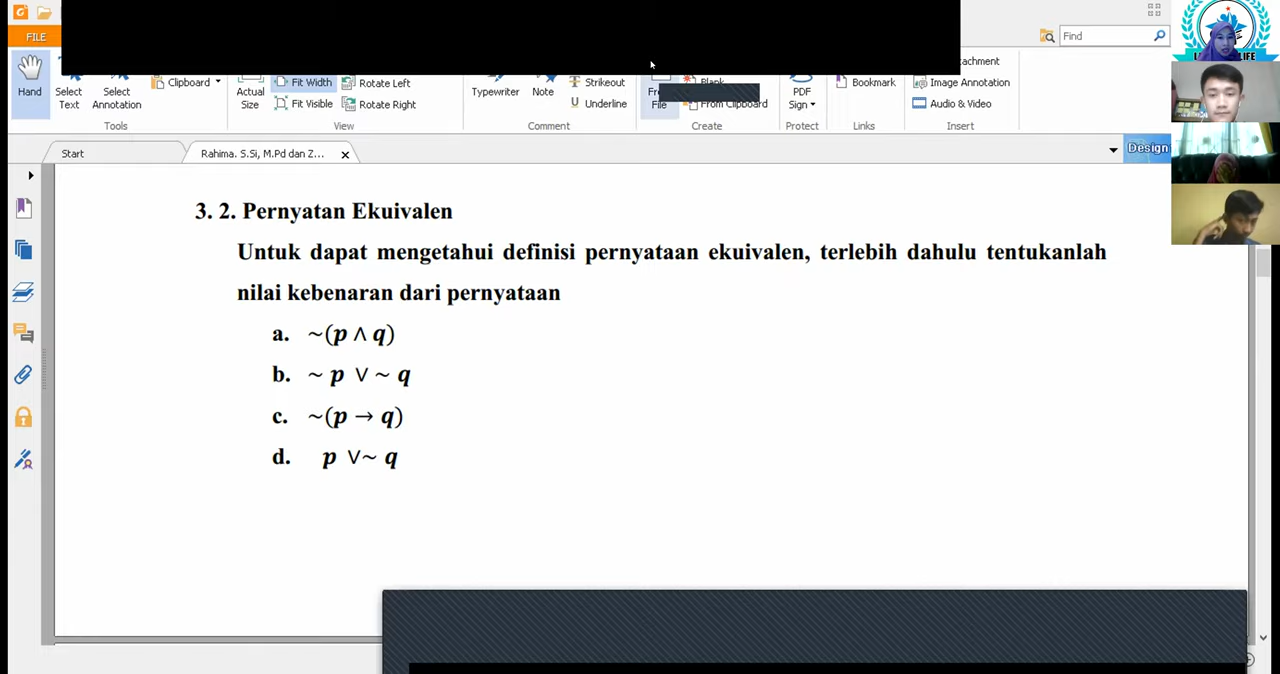 FILE
Find
Hand
Select
Text
Select
Annotation
Clipboard
Actual
Size
Fit Width
Fit Visible
Rotate Left
Rotate Right
Typewriter
Note
Strikeout
Underline
File
Blank
From Clipboard
PDF
Sign
Bookmark
Image Annotation
Audio & Video
Tools
View
Comment
Create
Protect
Links
Insert
Start
Rahima. S.Si, M.Pd dan Z...
Design
3. 2. Pernyatan Ekuivalen
Untuk dapat mengetahui definisi pernyataan ekuivalen, terlebih dahulu tentukanlah
nilai kebenaran dari pernyataan
a. ~(p ∧ q)
b. ~ p ∨ ~ q
c. ~(p → q)
d. p ∨~ q